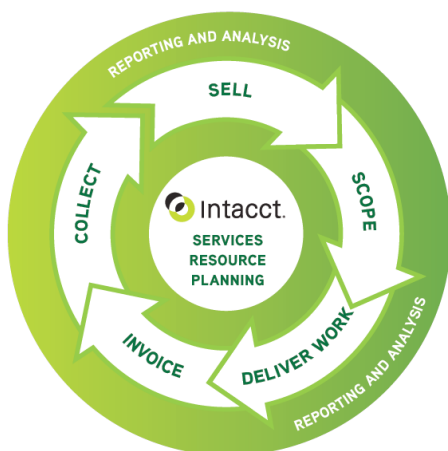 REPORTING AND ANALYSIS
SELL
SCOPE
DELIVER WORK
INVOICE
COLLECT
Intacct.
SERVICES
RESOURCE
PLANNING
REPORTING AND ANALYSIS